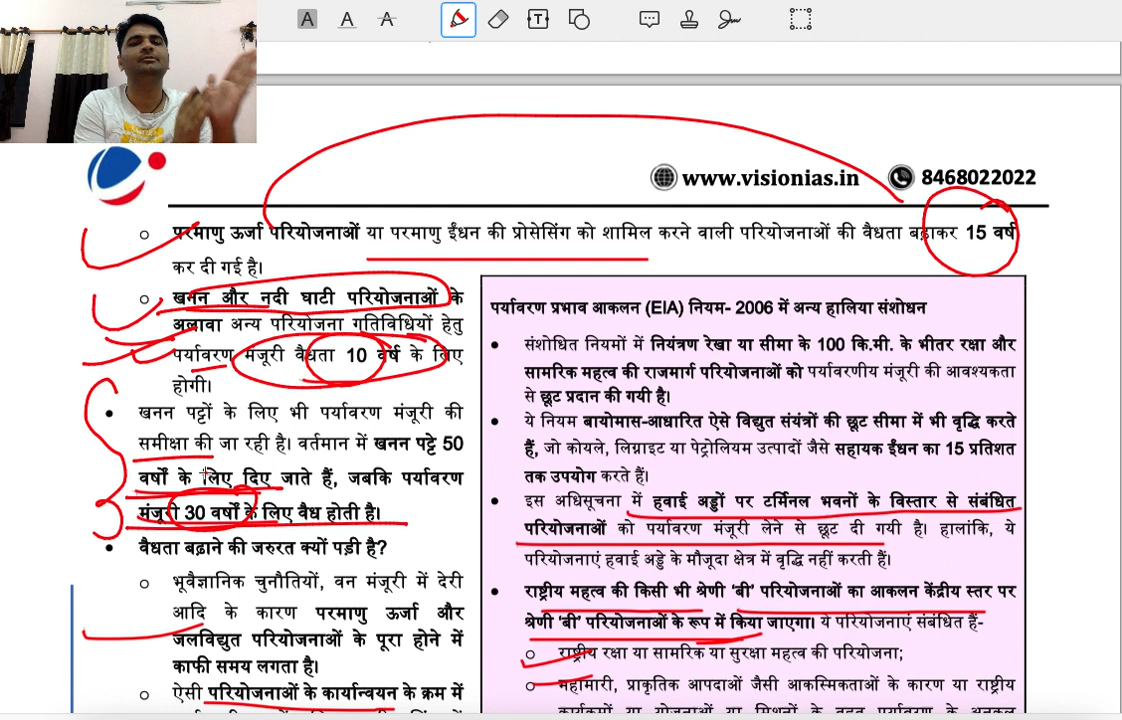 www.visionias.in 8468022022
परमाणु ऊर्जा परियोजनाओं या परमाणु ईंधन की प्रोसेसिंग को शामिल करने वाली परियोजनाओं की वैधता बढ़ाकर 15 वर्ष
कर दी गई है।
खनन और नदी घाटी परियोजनाओं के
अलावा अन्य परियोजना गतिविधियों हेतु
पर्यावरण मंजूरी वैधता 10 वर्ष के लिए
होगी।
खनन पट्टों के लिए भी पर्यावरण मंजूरी की
समीक्षा की जा रही है। वर्तमान में खनन पट्टे 50
वर्षों के लिए दिए जाते हैं, जबकि पर्यावरण
मंजूरी 30 वर्षों के लिए वैध होती है।
वैधता बढ़ाने की जरुरत क्यों पड़ी है?
भूवैज्ञानिक चुनौतियों, वन मंजूरी में देरी
आदि के कारण परमाणु ऊर्जा और
जलविद्युत परियोजनाओं के पूरा होने में
काफी समय लगता है।
ऐसी परियोजनाओं के कार्यान्वयन के क्रम में
पर्यावरण प्रभाव आकलन (EIA) नियम- 2006 में अन्य हालिया संशोधन
संशोधित नियमों में नियंत्रण रेखा या सीमा के 100 कि.मी. के भीतर रक्षा और
सामरिक महत्व की राजमार्ग परियोजनाओं को पर्यावरणीय मंजूरी की आवश्यकता
से छूट प्रदान की गयी है।
ये नियम बायोमास-आधारित ऐसे विद्युत संयंत्रों की छूट सीमा में भी वृद्धि करते
हैं, जो कोयले, लिग्नाइट या पेट्रोलियम उत्पादों जैसे सहायक ईंधन का 15 प्रतिशत
तक उपयोग करते हैं।
इस अधिसूचना में हवाई अड्डों पर टर्मिनल भवनों के विस्तार से संबंधित
परियोजनाओं को पर्यावरण मंजूरी लेने से छूट दी गयी है। हालांकि, ये
परियोजनाएं हवाई अड्डे के मौजूदा क्षेत्र में वृद्धि नहीं करती हैं।
राष्ट्रीय महत्व की किसी भी श्रेणी ‘बी’ परियोजनाओं का आकलन केंद्रीय स्तर पर
श्रेणी ‘बी’ परियोजनाओं के रूप में किया जाएगा। ये परियोजनाएं संबंधित हैं-
राष्ट्रीय रक्षा या सामरिक या सुरक्षा महत्व की परियोजना;
महामारी, प्राकृतिक आपदाओं जैसी आकस्मिकताओं के कारण या राष्ट्रीय